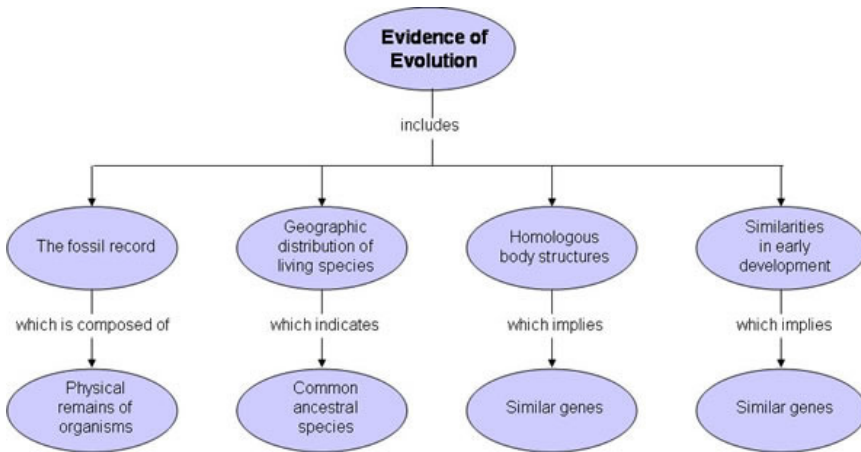 Evidence of
Evolution
includes
The fossil record
Geographic
distribution of
living species
Homologous
body structures
Similarities
in early
development
which is composed of
which indicates
which implies
which implies
Physical
remains of
organisms
Common
ancestral
species
Similar genes
Similar genes